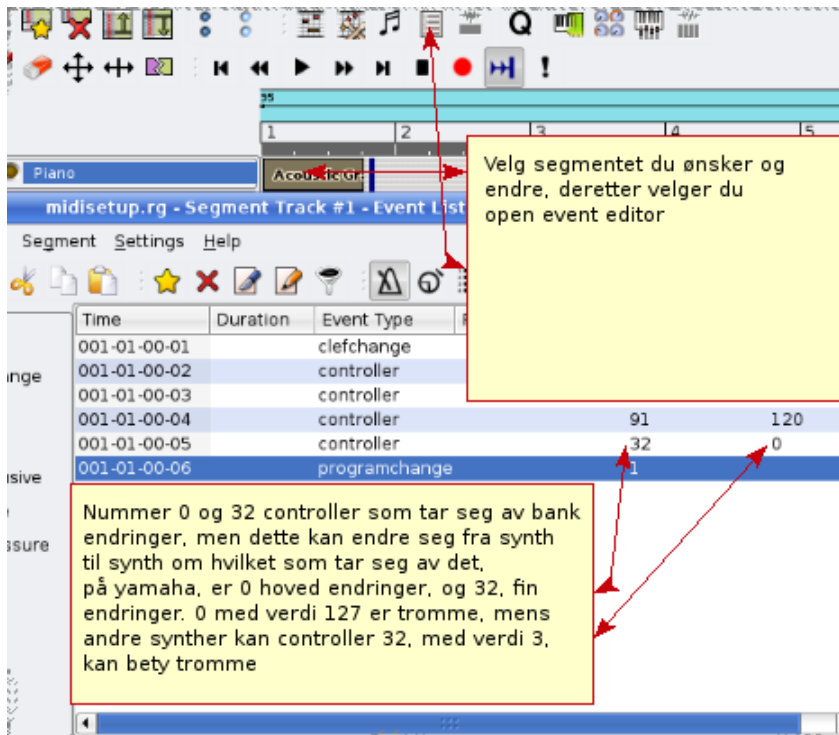 Q
!
35
1 2 3 4 5
Piano
Acoustic Gr
Velg segmentet du ønsker og
endre, deretter velger du
open event editor
midisetup.rg - Segment Track #1 - Event List
Segment Settings Help
Time Duration Event Type
001-01-00-01 clefchange
001-01-00-02 controller
001-01-00-03 controller
001-01-00-04 controller 91 120
001-01-00-05 controller 32 0
001-01-00-06 programchange 1
Nummer 0 og 32 controller som tar seg av bank
endringer, men dette kan endre seg fra synth
til synth om hvilket som tar seg av det,
på yamaha, er 0 hoved endringer, og 32, fin
endringer. 0 med verdi 127 er tromme, mens
andre synther kan controller 32, med verdi 3,
kan bety tromme